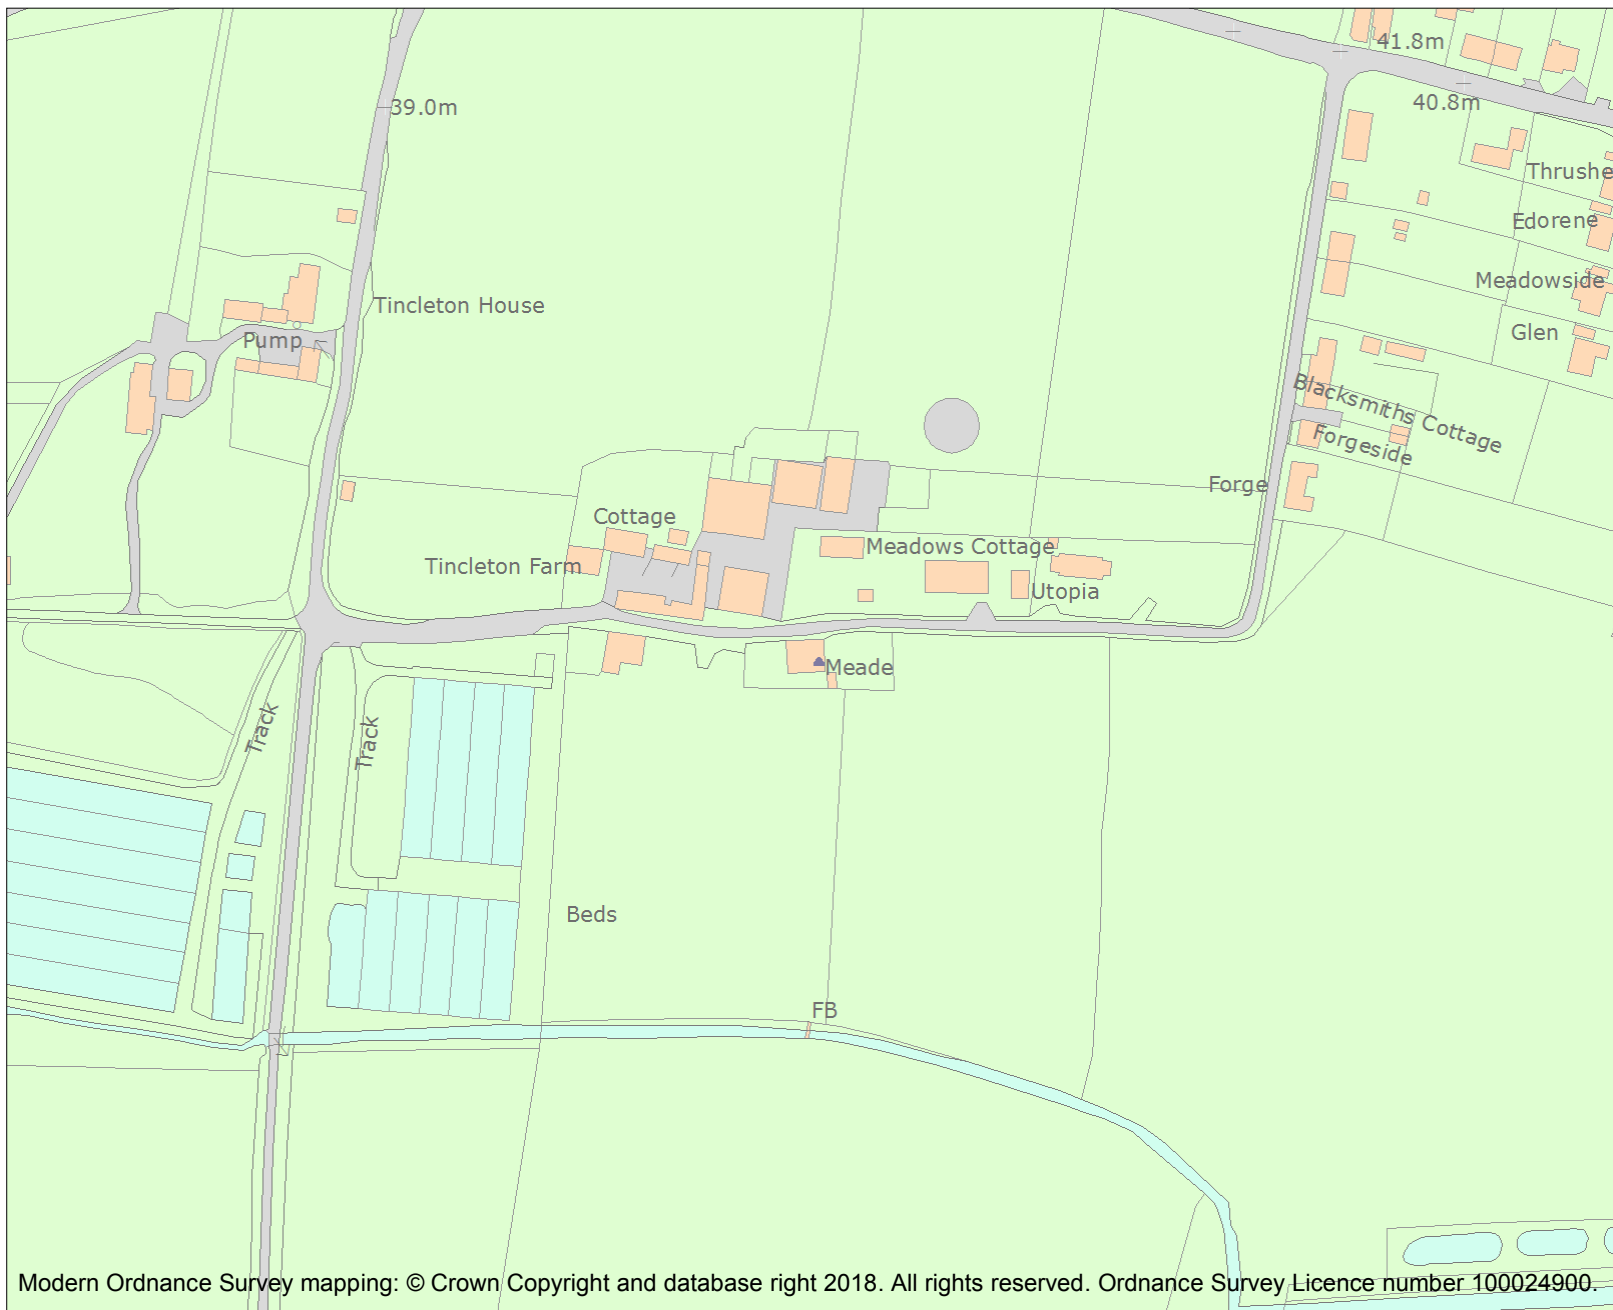 41.8m
40.8m
39.0m
Thrushe
Edorene
Meadowside
Tincleton House
Glen
Pump
Blacksmiths Cottage
Forgeside
Forge
Cottage
Meadows Cottage
Tincleton Farm
Utopia
Meade
Track
Track
Beds
FB
Modern Ordnance Survey mapping: © Crown Copyright and database right 2018. All rights reserved. Ordnance Survey Licence number 100024900.